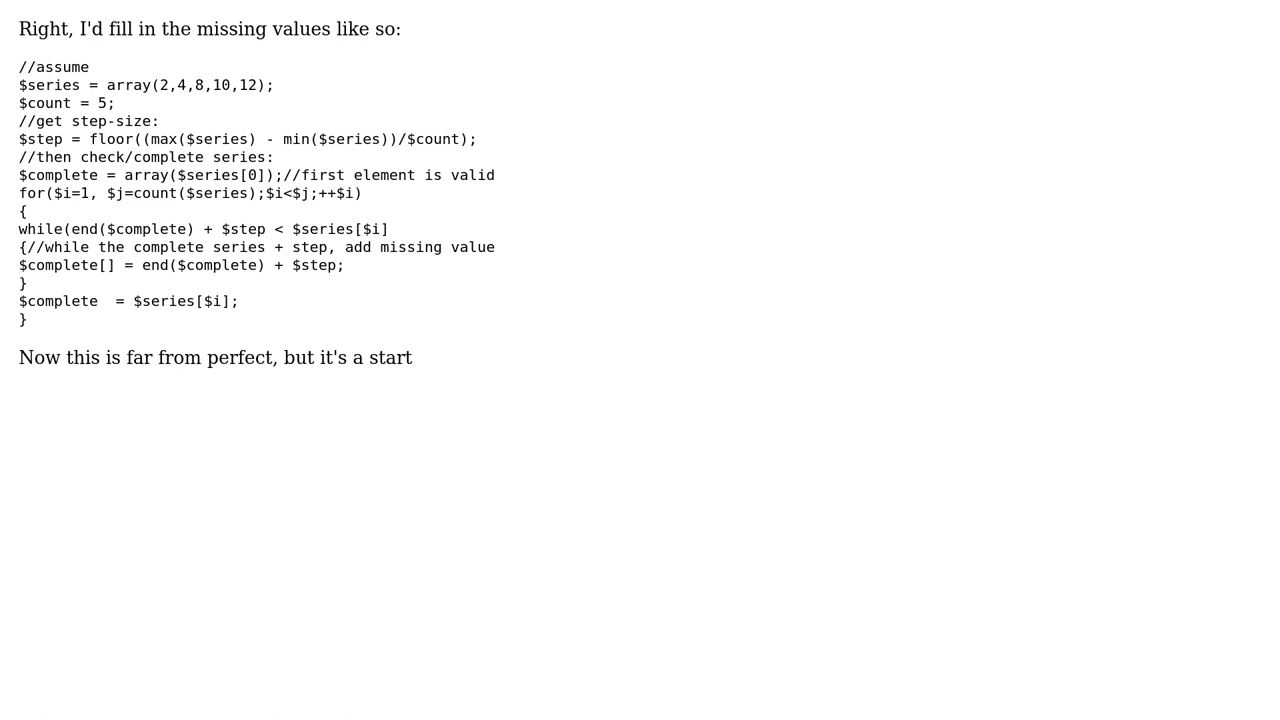 Right, I'd fill in the missing values like so:
//assume
$series = array(2,4,8,10,12);
$count = 5;
//get step-size:
$step = floor((max($series) - min($series))/$count);
//then check/complete series:
$complete = array($series[0]);//first element is valid
for($i=1, $j=count($series);$i<$j;++$i)
{
while(end($complete) + $step < $series[$i]
{//while the complete series + step, add missing value
$complete[] = end($complete) + $step;
}
$complete  = $series[$i];
}
Now this is far from perfect, but it's a start